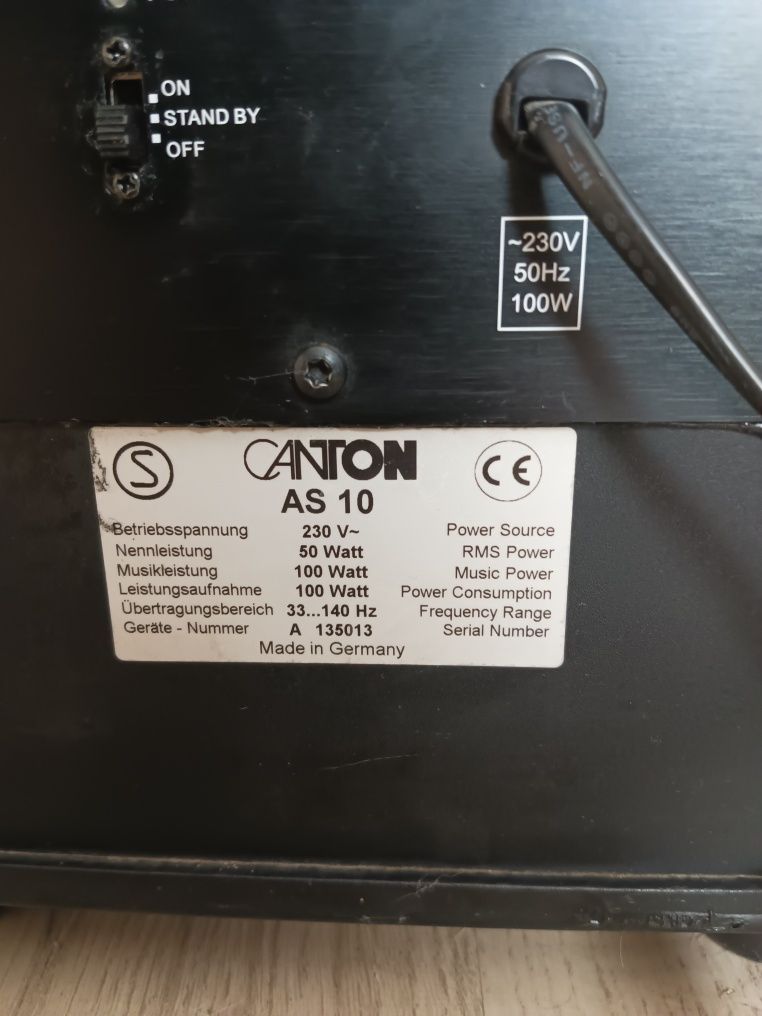 ON
STAND BY
OFF
~230V
50Hz
100W
S CANTON CE
AS 10
Betriebsspannung 230 V~ Power Source
Nennleistung 50 Watt RMS Power
Musikleistung 100 Watt Music Power
Leistungsaufnahme 100 Watt Power Consumption
Übertragungsbereich 33...140 Hz Frequency Range
Geräte - Nummer A 135013 Serial Number
Made in Germany